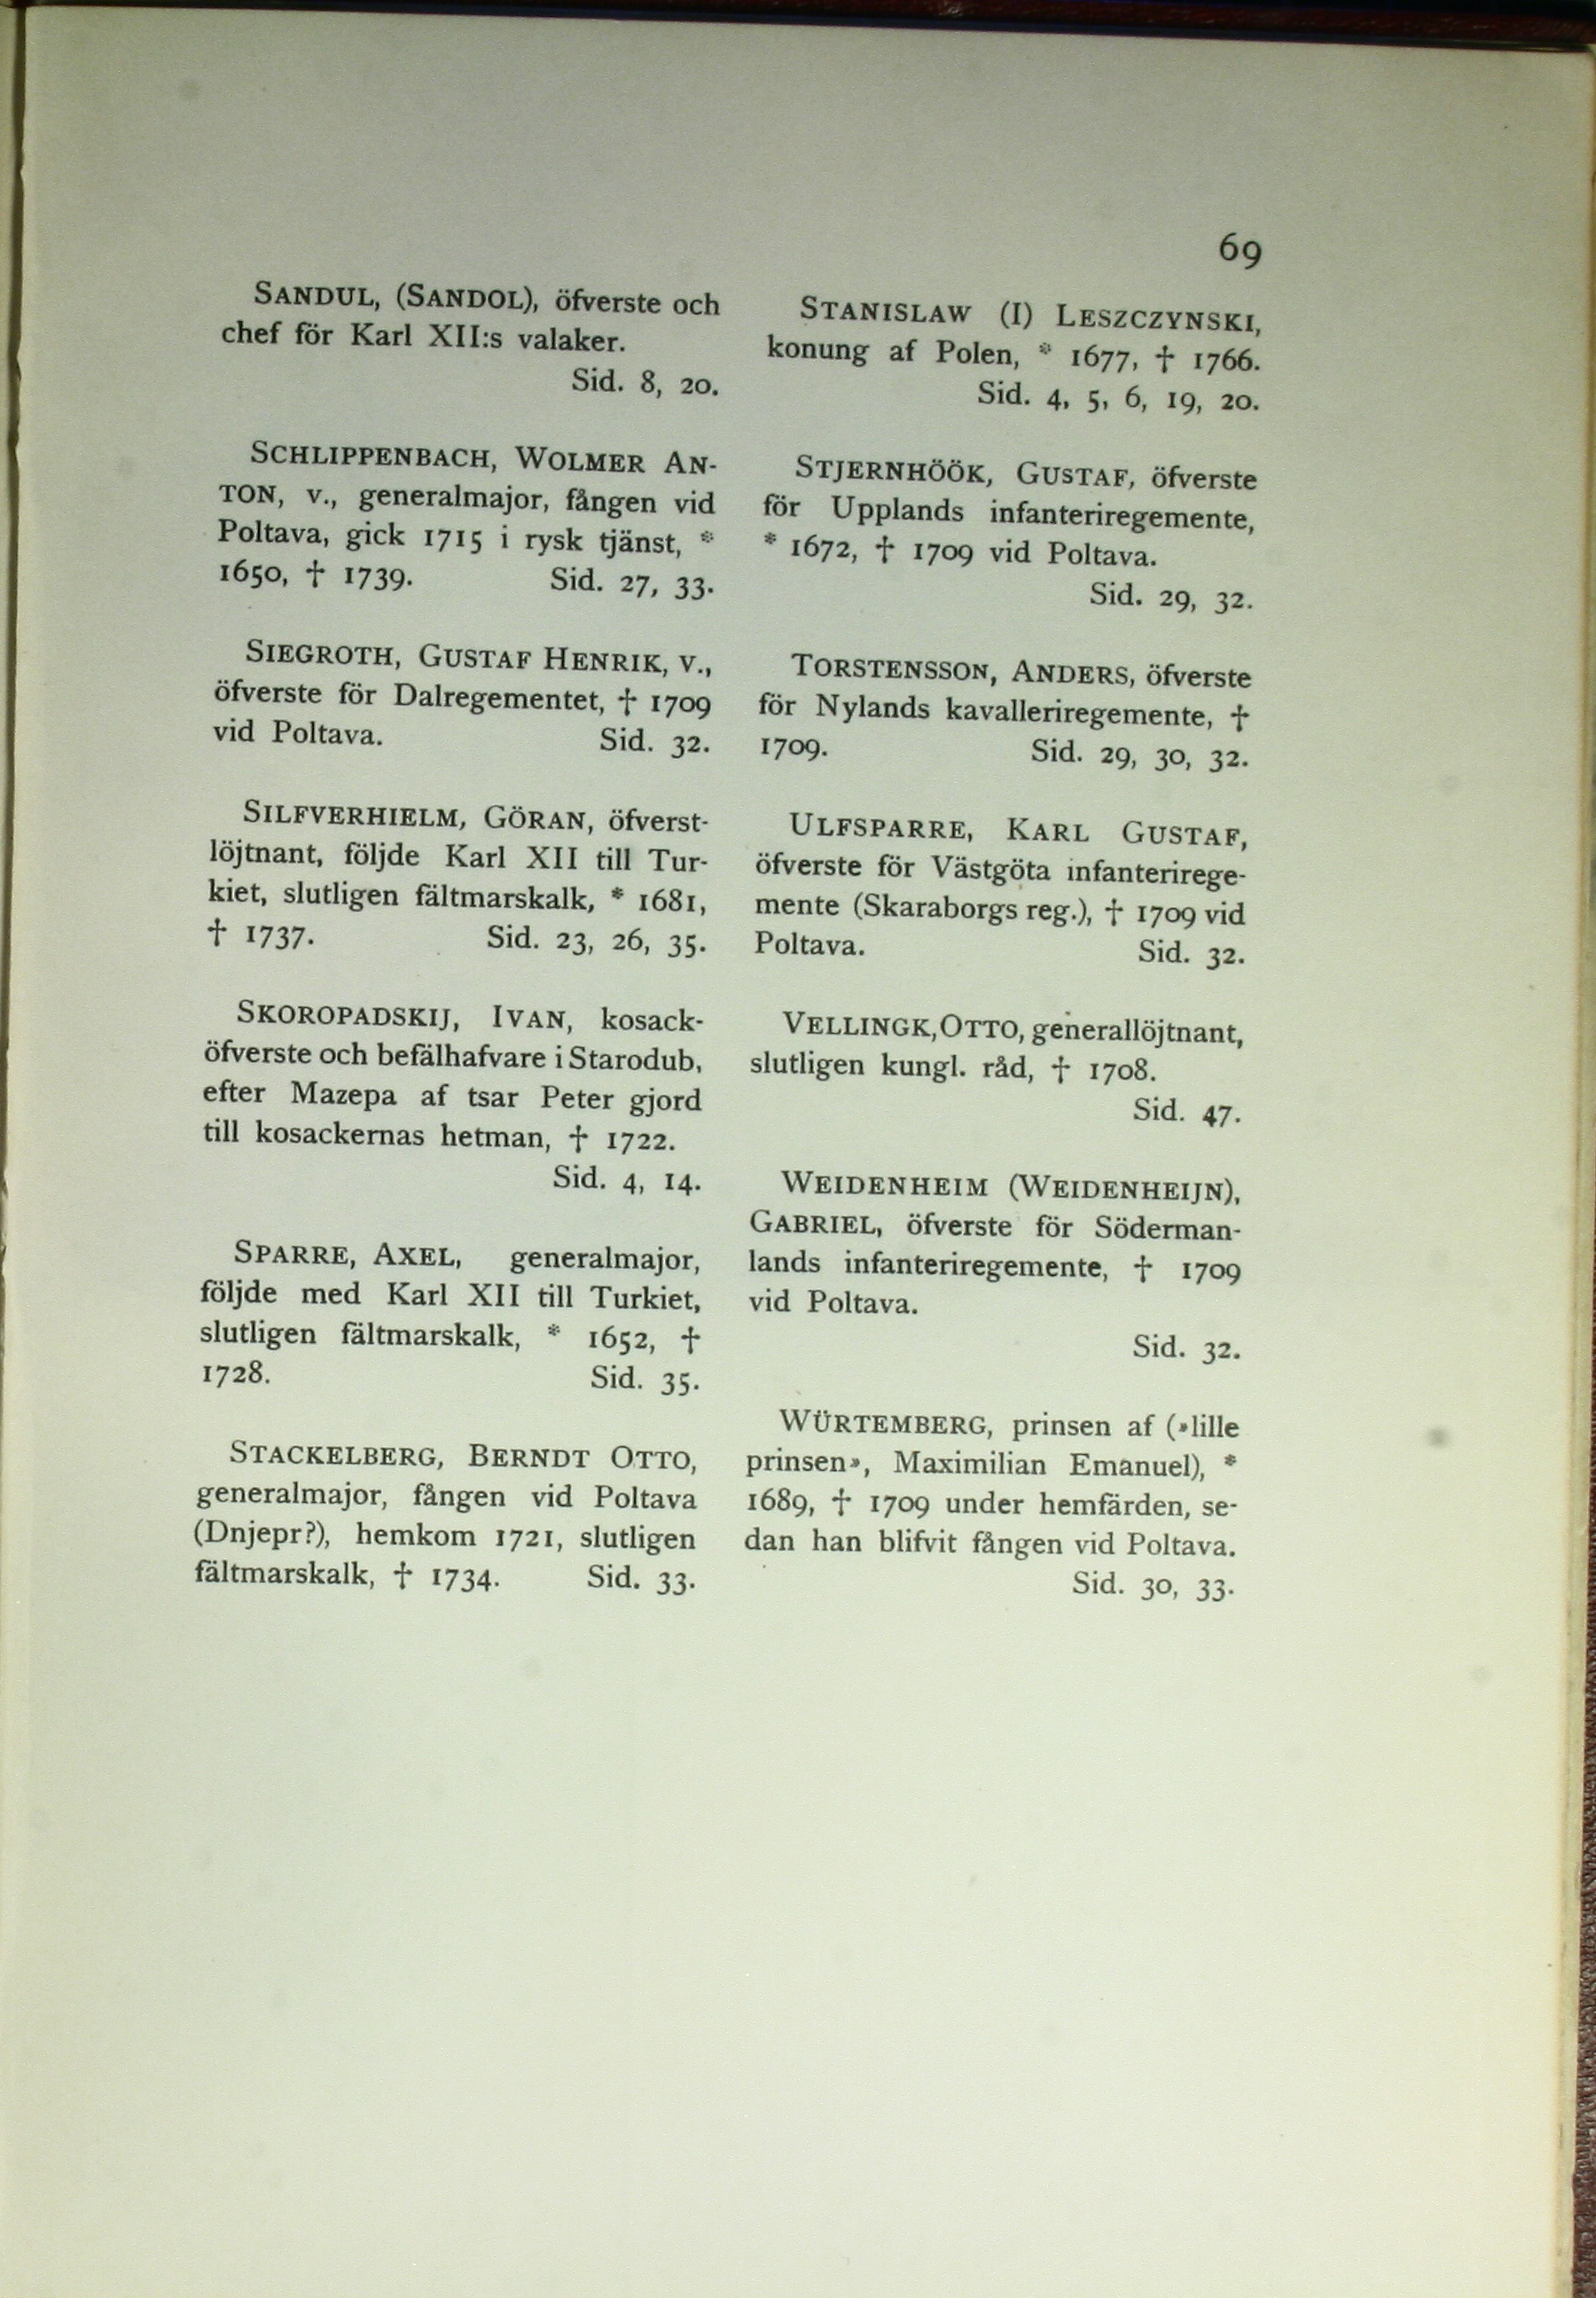 69
SANDUL, (SANDOL), öfverste och
chef för Karl XII:s valaker.
Sid. 8, 20.
SCHLIPPENBACH, WOLMER AN-
TON, v., generalmajor, fången vid
Poltava, gick 1715 i rysk tjänst, *
1650, † 1739. Sid. 27, 33.
SIEGROTH, GUSTAF HENRIK, v.,
öfverste för Dalregementet, † 1709
vid Poltava. Sid. 32.
SILFVERHIELM, GÖRAN, öfverst-
löjtnant, följde Karl XII till Tur-
kiet, slutligen fältmarskalk, * 1681,
† 1737. Sid. 23, 26, 35.
SKOROPADSKIJ, IVAN, kosack-
öfverste och befälhafvare i Starodub,
efter Mazepa af tsar Peter gjord
till kosackernas hetman, † 1722.
Sid. 4, 14.
SPARRE, AXEL, generalmajor,
följde med Karl XII till Turkiet,
slutligen fältmarskalk, * 1652, †
1728. Sid. 35.
STACKELBERG, BERNDT OTTO,
generalmajor, fången vid Poltava
(Dnjepr?), hemkom 1721, slutligen
fältmarskalk, † 1734. Sid. 33.
STANISLAW (I) LESZCZYNSKI,
konung af Polen, * 1677, † 1766.
Sid. 4, 5, 6, 19, 20.
STJERNHÖÖK, GUSTAF, öfverste
för Upplands infanteriregemente,
* 1672, † 1709 vid Poltava.
Sid. 29, 32.
TORSTENSSON, ANDERS, öfverste
för Nylands kavalleriregemente, †
1709. Sid. 29, 30, 32.
ULFSPARRE, KARL GUSTAF,
öfverste för Västgöta infanterirege-
mente (Skaraborgs reg.), † 1709 vid
Poltava. Sid. 32.
VELLINGK, OTTO, generallöjtnant,
slutligen kungl. råd, † 1708.
Sid. 47.
WEIDENHEIM (WEIDENHEIJN),
GABRIEL, öfverste för Söderman-
lands infanteriregemente, † 1709
vid Poltava.
Sid. 32.
WÜRTEMBERG, prinsen af (»lille
prinsen», Maximilian Emanuel), *
1689, † 1709 under hemfärden, se-
dan han blifvit fången vid Poltava.
Sid. 30, 33.